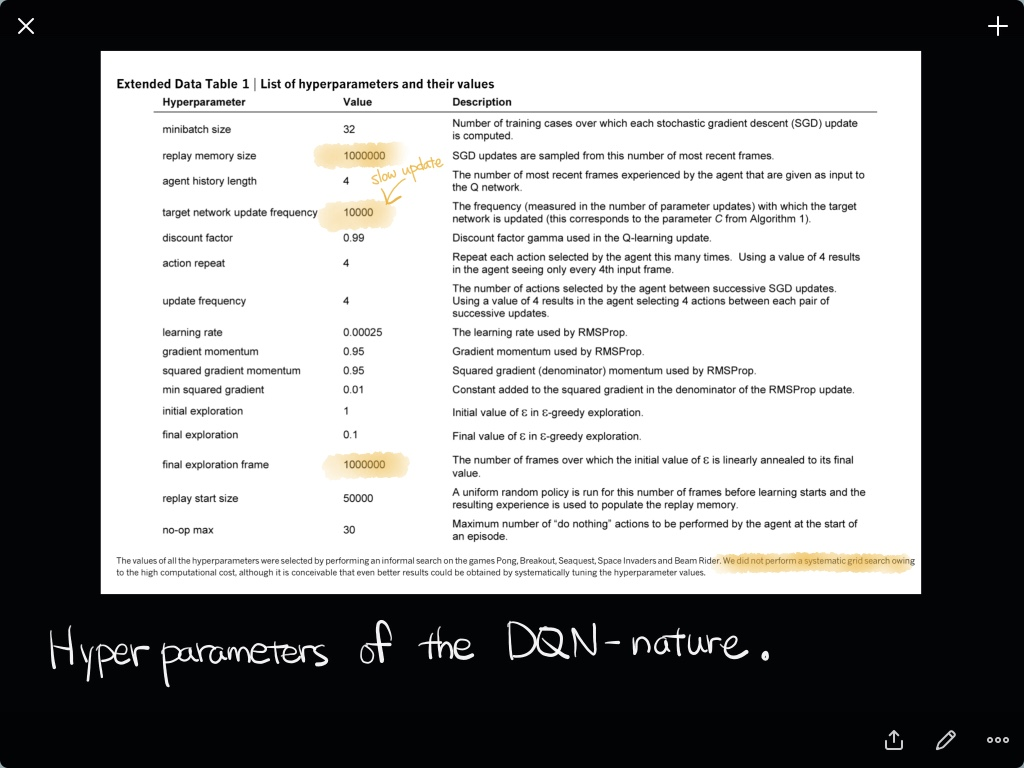 Extended Data Table 1 | List of hyperparameters and their values
Hyperparameter Value Description
minibatch size 32 Number of training cases over which each stochastic gradient descent (SGD) update
is computed.
replay memory size 1000000 SGD updates are sampled from this number of most recent frames.
slow update
agent history length 4 The number of most recent frames experienced by the agent that are given as input to
the Q network.
target network update frequency 10000 The frequency (measured in the number of parameter updates) with which the target
network is updated (this corresponds to the parameter C from Algorithm 1).
discount factor 0.99 Discount factor gamma used in the Q-learning update.
action repeat 4 Repeat each action selected by the agent this many times. Using a value of 4 results
in the agent seeing only every 4th input frame.
update frequency 4 The number of actions selected by the agent between successive SGD updates.
Using a value of 4 results in the agent selecting 4 actions between each pair of
successive updates.
learning rate 0.00025 The learning rate used by RMSProp.
gradient momentum 0.95 Gradient momentum used by RMSProp.
squared gradient momentum 0.95 Squared gradient (denominator) momentum used by RMSProp.
min squared gradient 0.01 Constant added to the squared gradient in the denominator of the RMSProp update.
initial exploration 1 Initial value of ε in ε-greedy exploration.
final exploration 0.1 Final value of ε in ε-greedy exploration.
final exploration frame 1000000 The number of frames over which the initial value of ε is linearly annealed to its final
value.
replay start size 50000 A uniform random policy is run for this number of frames before learning starts and the
resulting experience is used to populate the replay memory.
no-op max 30 Maximum number of "do nothing" actions to be performed by the agent at the start of
an episode.
The values of all the hyperparameters were selected by performing an informal search on the games Pong, Breakout, Seaquest, Space Invaders and Beam Rider. We did not perform a systematic grid search owing
to the high computational cost, although it is conceivable that even better results could be obtained by systematically tuning the hyperparameter values.
Hyper parameters of the DQN-nature.